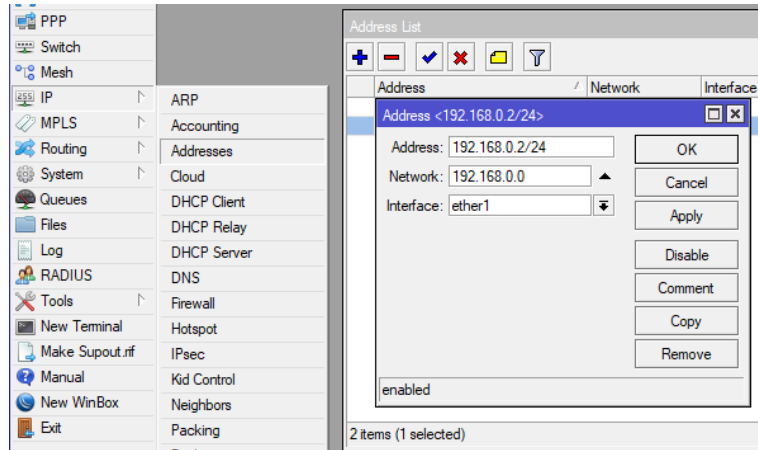 PPP
Switch
Mesh
IP
MPLS
Routing
System
Queues
Files
Log
RADIUS
Tools
New Terminal
Make Supout.rif
Manual
New WinBox
Exit
ARP
Accounting
Addresses
Cloud
DHCP Client
DHCP Relay
DHCP Server
DNS
Firewall
Hotspot
IPsec
Kid Control
Neighbors
Packing
Address List
Address Network Interface
Address <192.168.0.2/24>
Address: 192.168.0.2/24
Network: 192.168.0.0
Interface: ether1
OK
Cancel
Apply
Disable
Comment
Copy
Remove
enabled
2 items (1 selected)